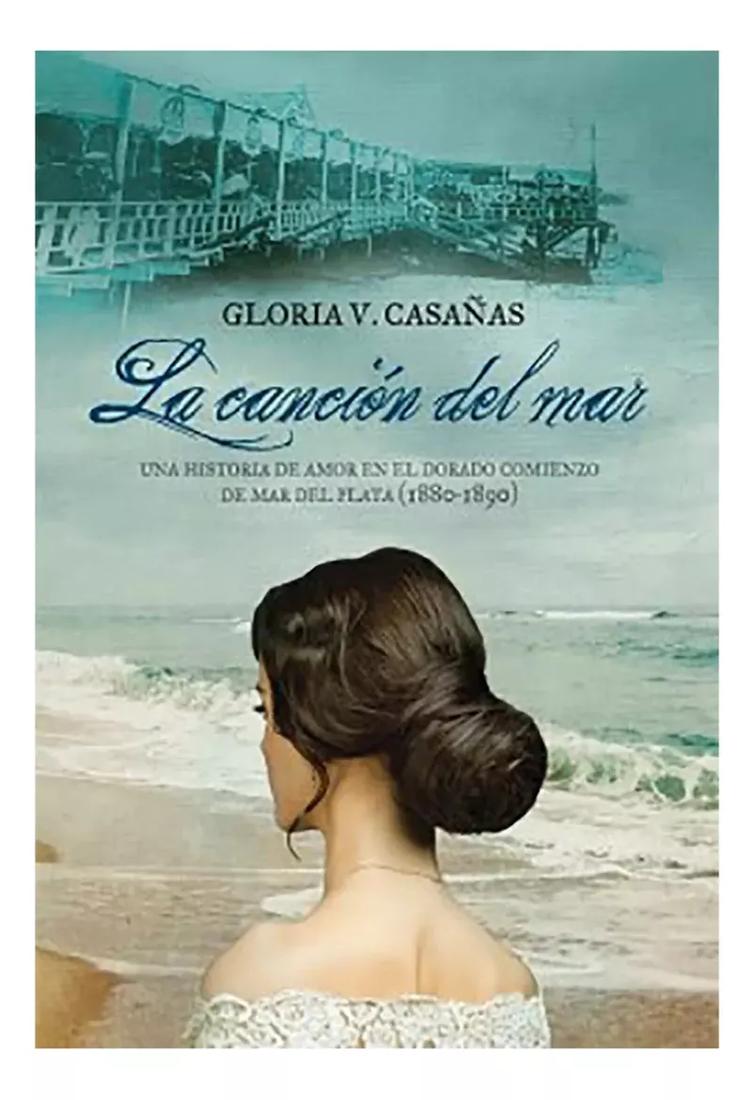 GLORIA V. CASAÑAS
La canción del mar
UNA HISTORIA DE AMOR EN EL DORADO COMIENZO
DE MAR DEL PLATA (1880-1890)